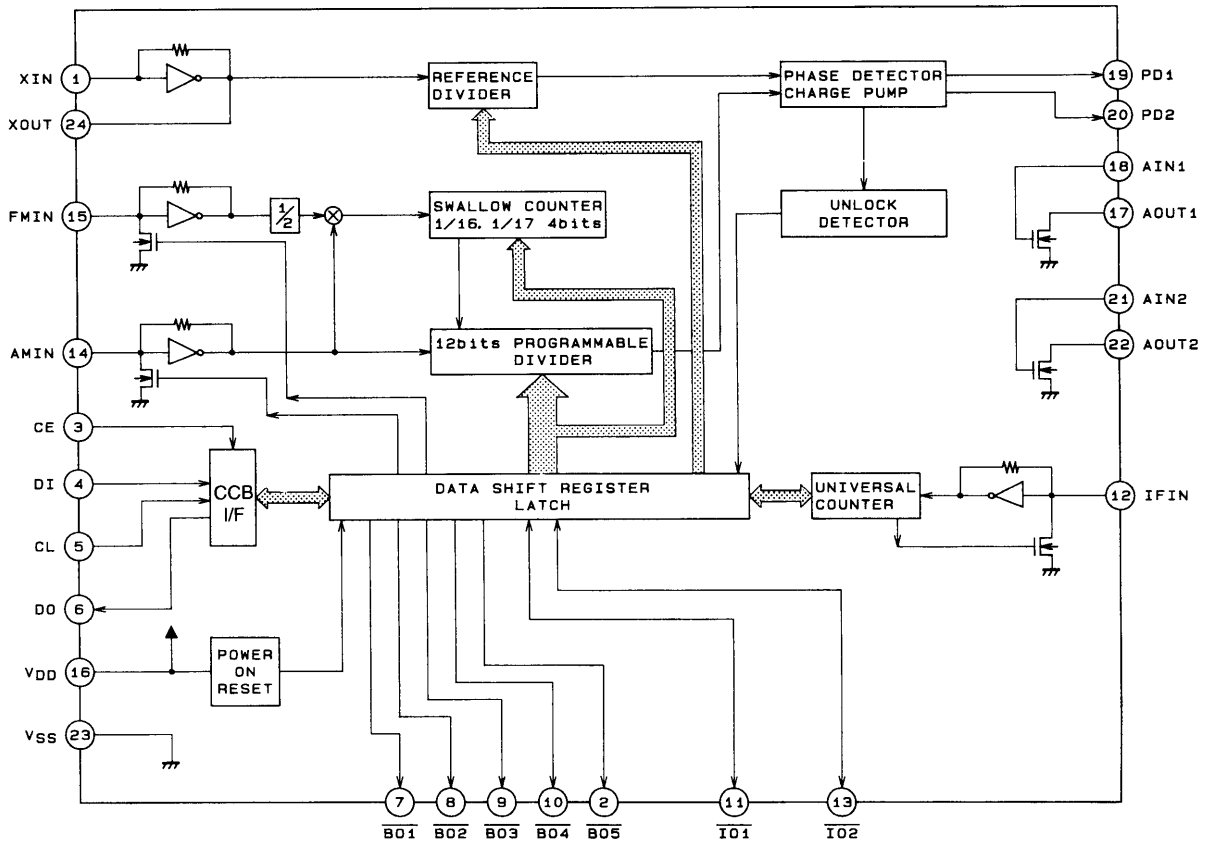 XIN 1
REFERENCE
DIVIDER
PHASE DETECTOR
CHARGE PUMP
19 PD1
XOUT 24
20 PD2
18 AIN1
FMIN 15
1/2
SWALLOW COUNTER
1/16. 1/17 4bits
UNLOCK
DETECTOR
17 AOUT1
21 AIN2
AMIN 14
12bits PROGRAMMABLE
DIVIDER
22 AOUT2
CE 3
DI 4
CCB
I/F
DATA SHIFT REGISTER
LATCH
UNIVERSAL
COUNTER
12 IFIN
CL 5
DO 6
VDD 16
POWER
ON
RESET
VSS 23
7 8 9 10 2 11 13
BO1 BO2 BO3 BO4 BO5 IO1 IO2